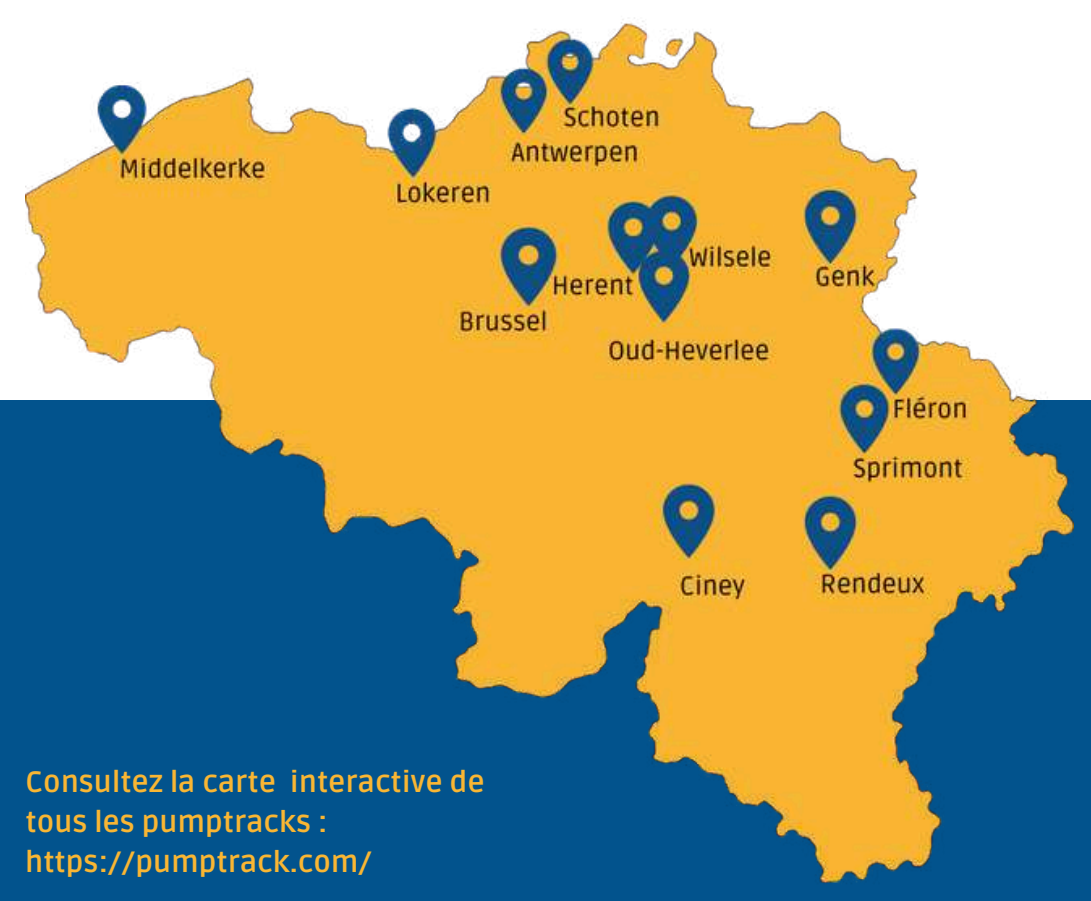 Schoten
Antwerpen
Middelkerke
Lokeren
Wilsele
Genk
Herent
Brussel
Oud-Heverlee
Fléron
Sprimont
Ciney
Rendeux
Consultez la carte interactive de
tous les pumptracks :
https://pumptrack.com/